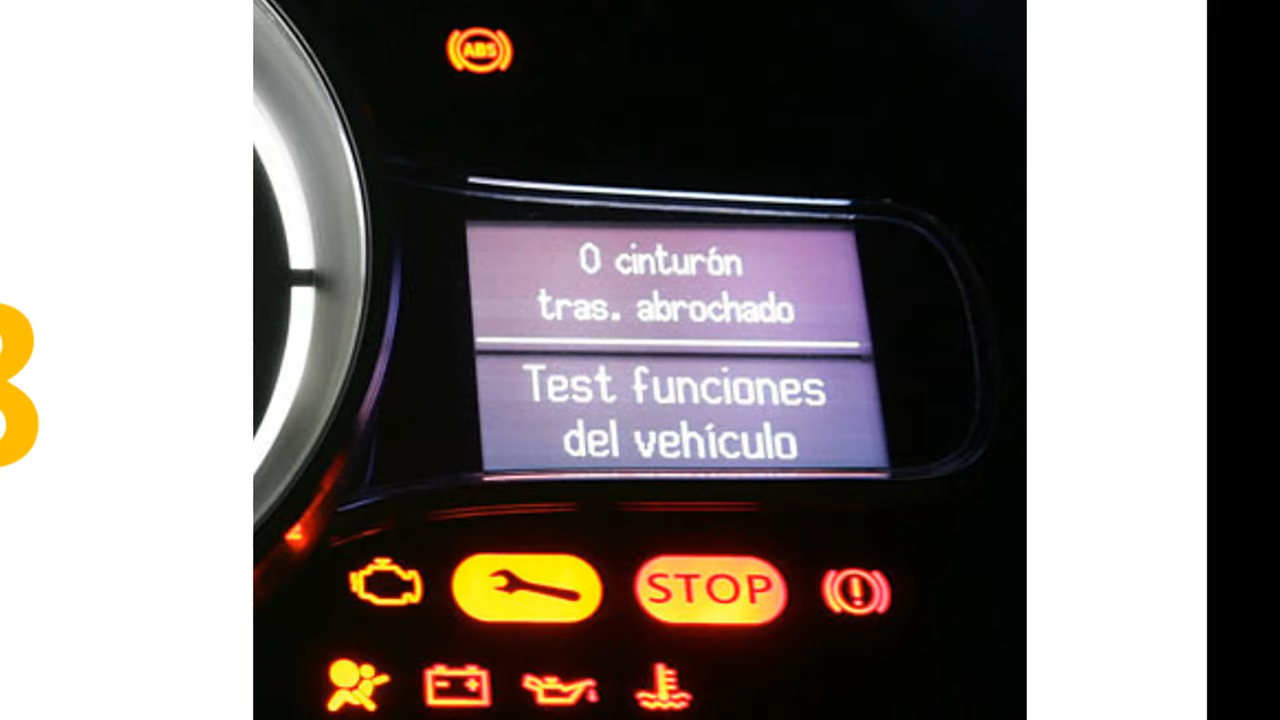 ABS
0 cinturón
tras. abrochado
Test funciones
del vehículo
STOP